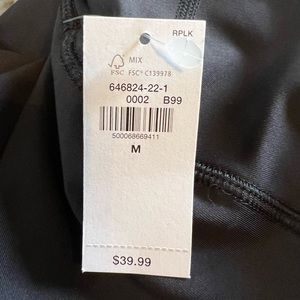 RPLK
MIX
FSC FSC® C139978
646824-22-1
0002 B99
500068669411
M
$39.99